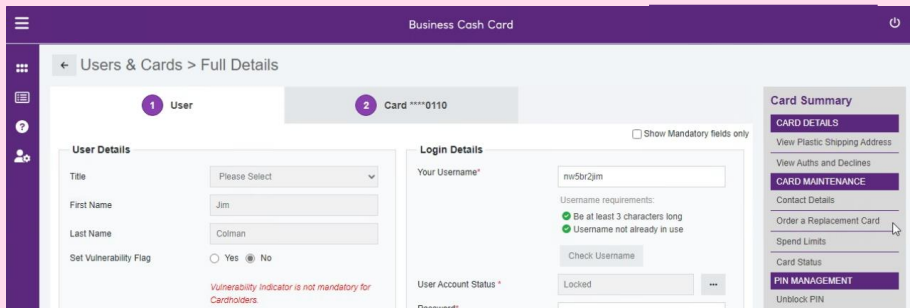 Business Cash Card
← Users & Cards > Full Details
1 User
2 Card ****0110
Show Mandatory fields only
User Details
Title
Please Select
First Name
Jim
Last Name
Colman
Set Vulnerability Flag
Yes
No
Vulnerability Indicator is not mandatory for
Cardholders.
Login Details
Your Username*
nw5br2jim
Username requirements:
Be at least 3 characters long
Username not already in use
Check Username
User Account Status *
Locked
...
Password*
Card Summary
CARD DETAILS
View Plastic Shipping Address
View Auths and Declines
CARD MAINTENANCE
Contact Details
Order a Replacement Card
Spend Limits
Card Status
PIN MANAGEMENT
Unblock PIN